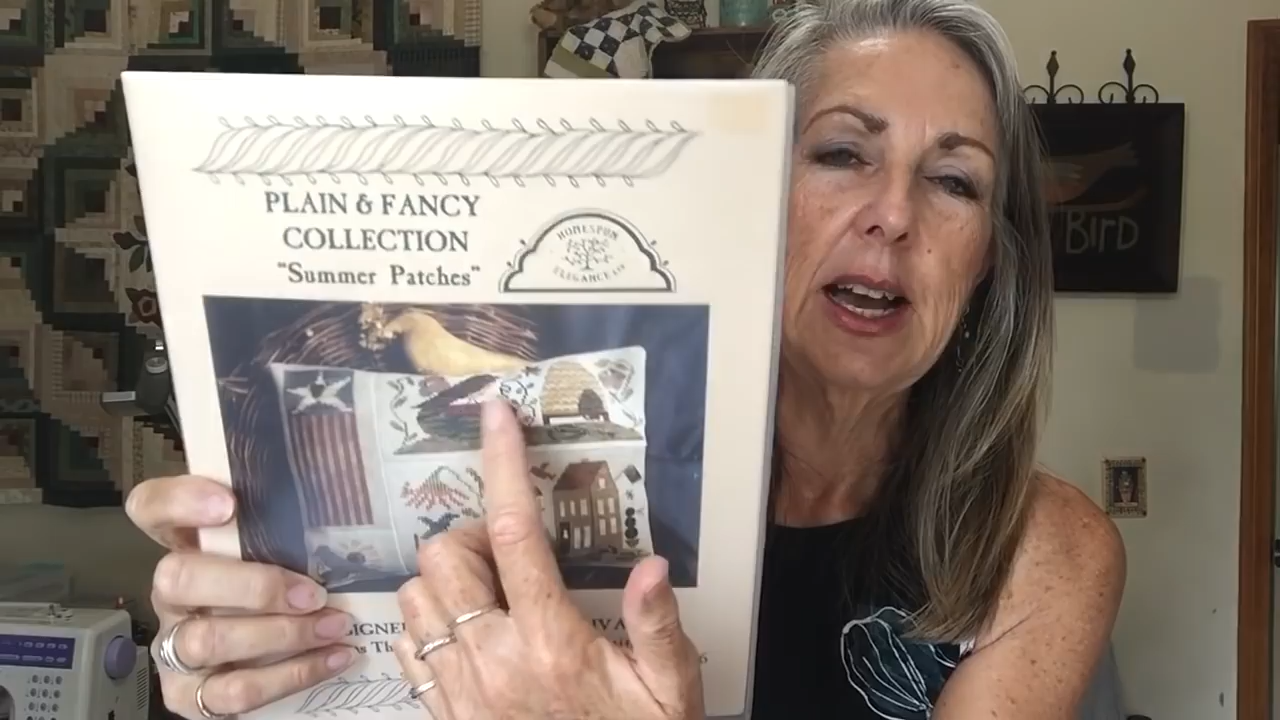 PLAIN & FANCY
COLLECTION
"Summer Patches"
HOMESPUN
ELEGANCE LTD
BIRD